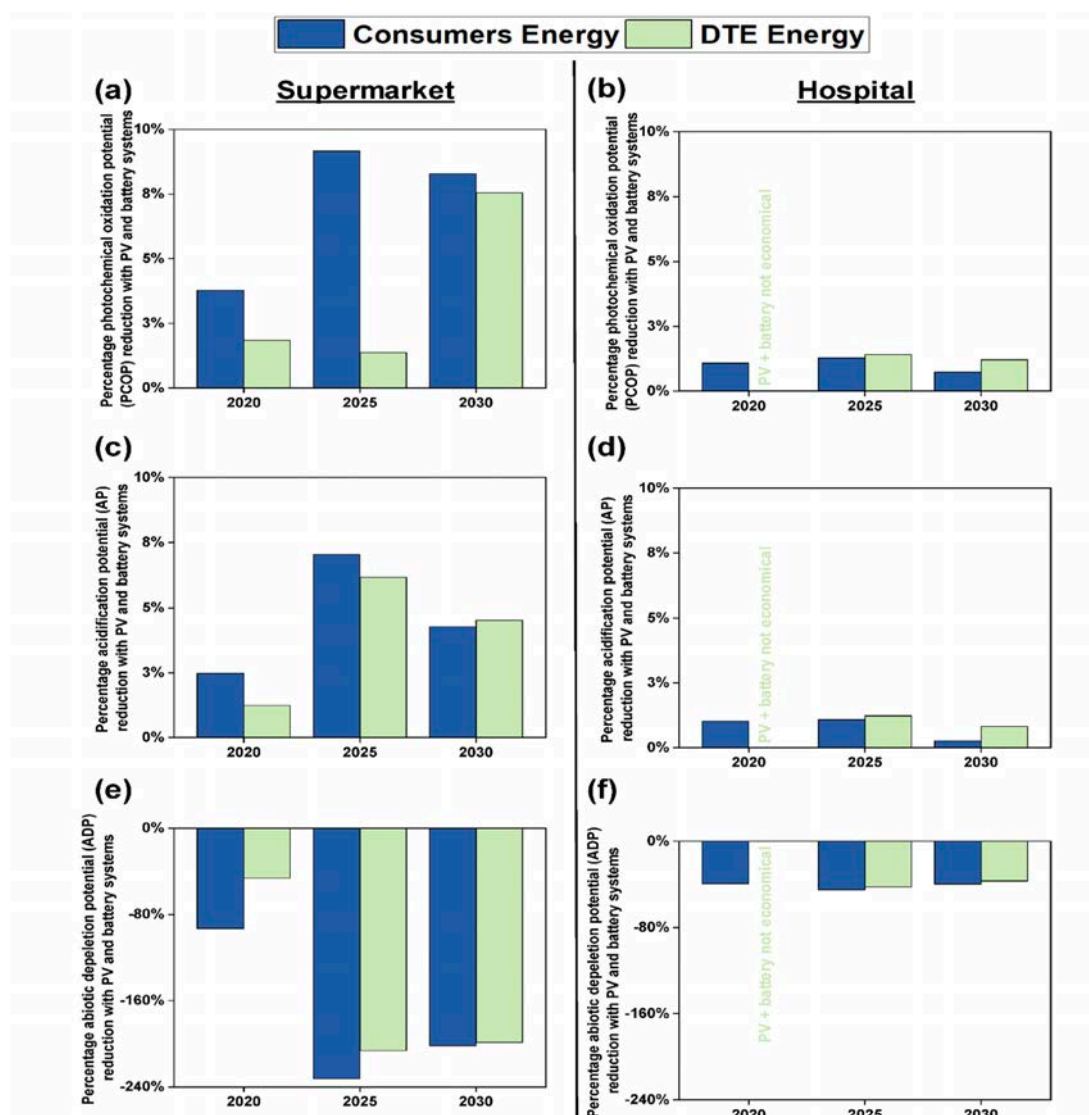 Consumers Energy DTE Energy
(a) Supermarket
Percentage photochemical oxidation potential
(PCOP) reduction with PV and battery systems
10%
8%
5%
3%
0%
2020 2025 2030
(b) Hospital
Percentage photochemical oxidation potential
(PCOP) reduction with PV and battery systems
10%
8%
5%
3%
0%
PV + battery not economical
2020 2025 2030
(c)
Percentage acidification potential (AP)
reduction with PV and battery systems
10%
8%
5%
3%
0%
2020 2025 2030
(d)
Percentage acidification potential (AP)
reduction with PV and battery systems
10%
8%
5%
3%
0%
PV + battery not economical
2020 2025 2030
(e)
Percentage abiotic depeletion potential (ADP)
reduction with PV and battery systems
0%
-80%
-160%
-240%
2020 2025 2030
(f)
Percentage abiotic depeletion potential (ADP)
reduction with PV and battery systems
0%
-80%
-160%
-240%
PV + battery not economical
2020 2025 2030